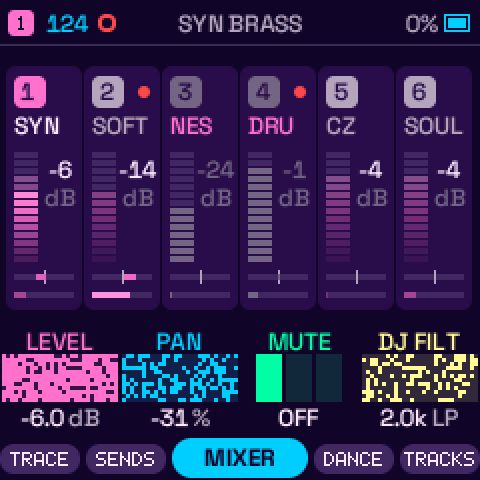 1 124 SYN BRASS 0%
1 2 3 4 5 6
SYN SOFT NES DRU CZ SOUL
-6 -14 -24 -1 -4 -4
dB dB dB dB dB dB
LEVEL PAN MUTE DJ FILT
-6.0 dB -31 % OFF 2.0k LP
TRACE SENDS MIXER DANCE TRACKS